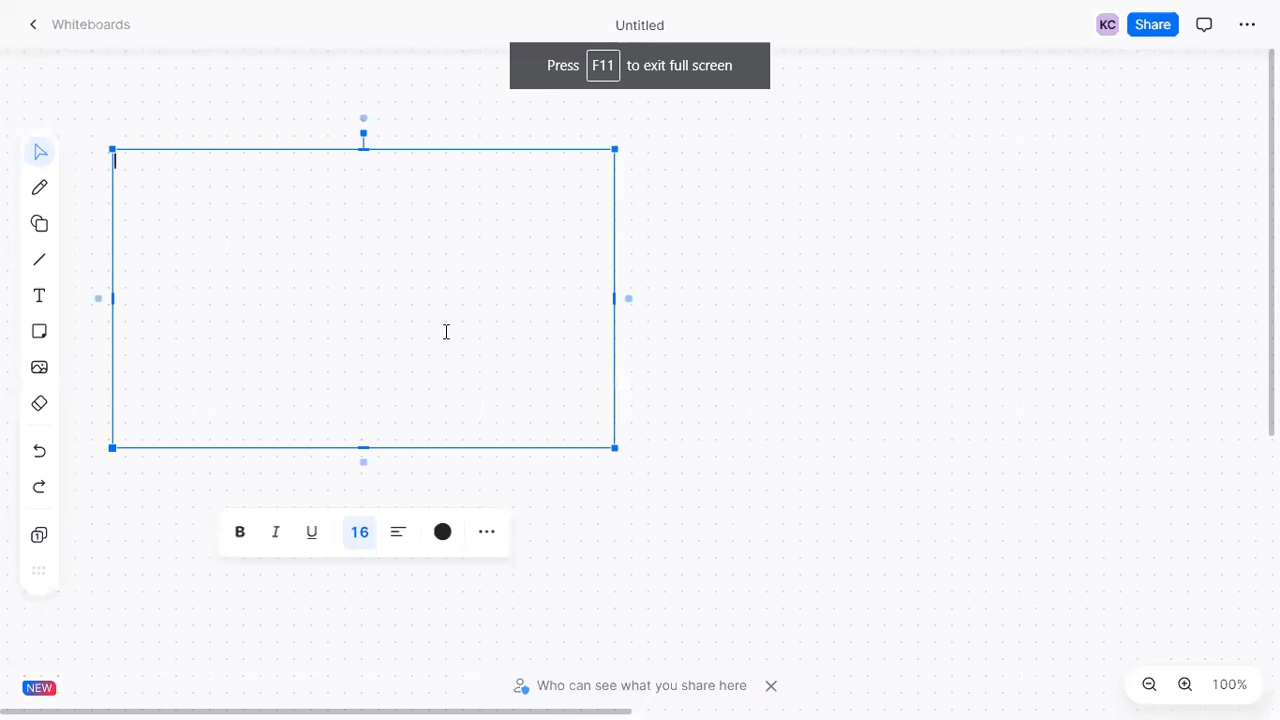 Whiteboards
Untitled
KC
Share
Press F11 to exit full screen
T
B I U 16
1
NEW
Who can see what you share here
100%